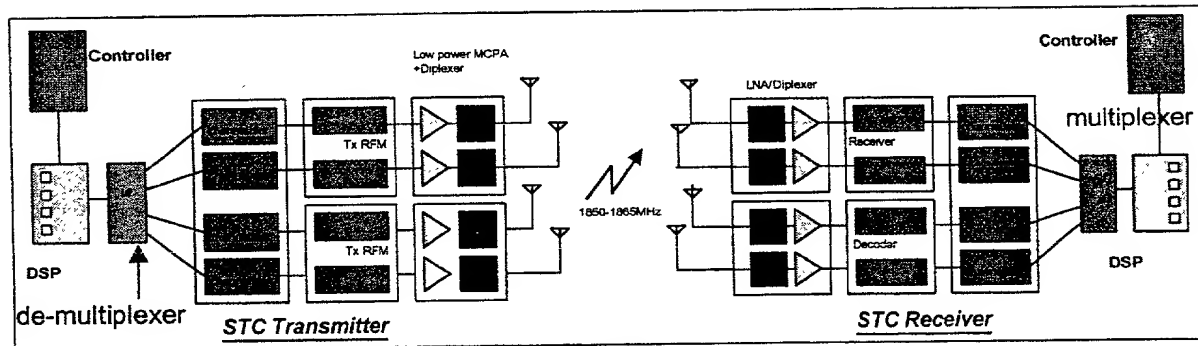 Controller
Low power MCPA
+Diplexer
Tx RFM
Tx RFM
DSP
de-multiplexer
STC Transmitter
1850-1865MHz
LNA/Diplexer
Receiver
Decoder
Controller
multiplexer
DSP
STC Receiver